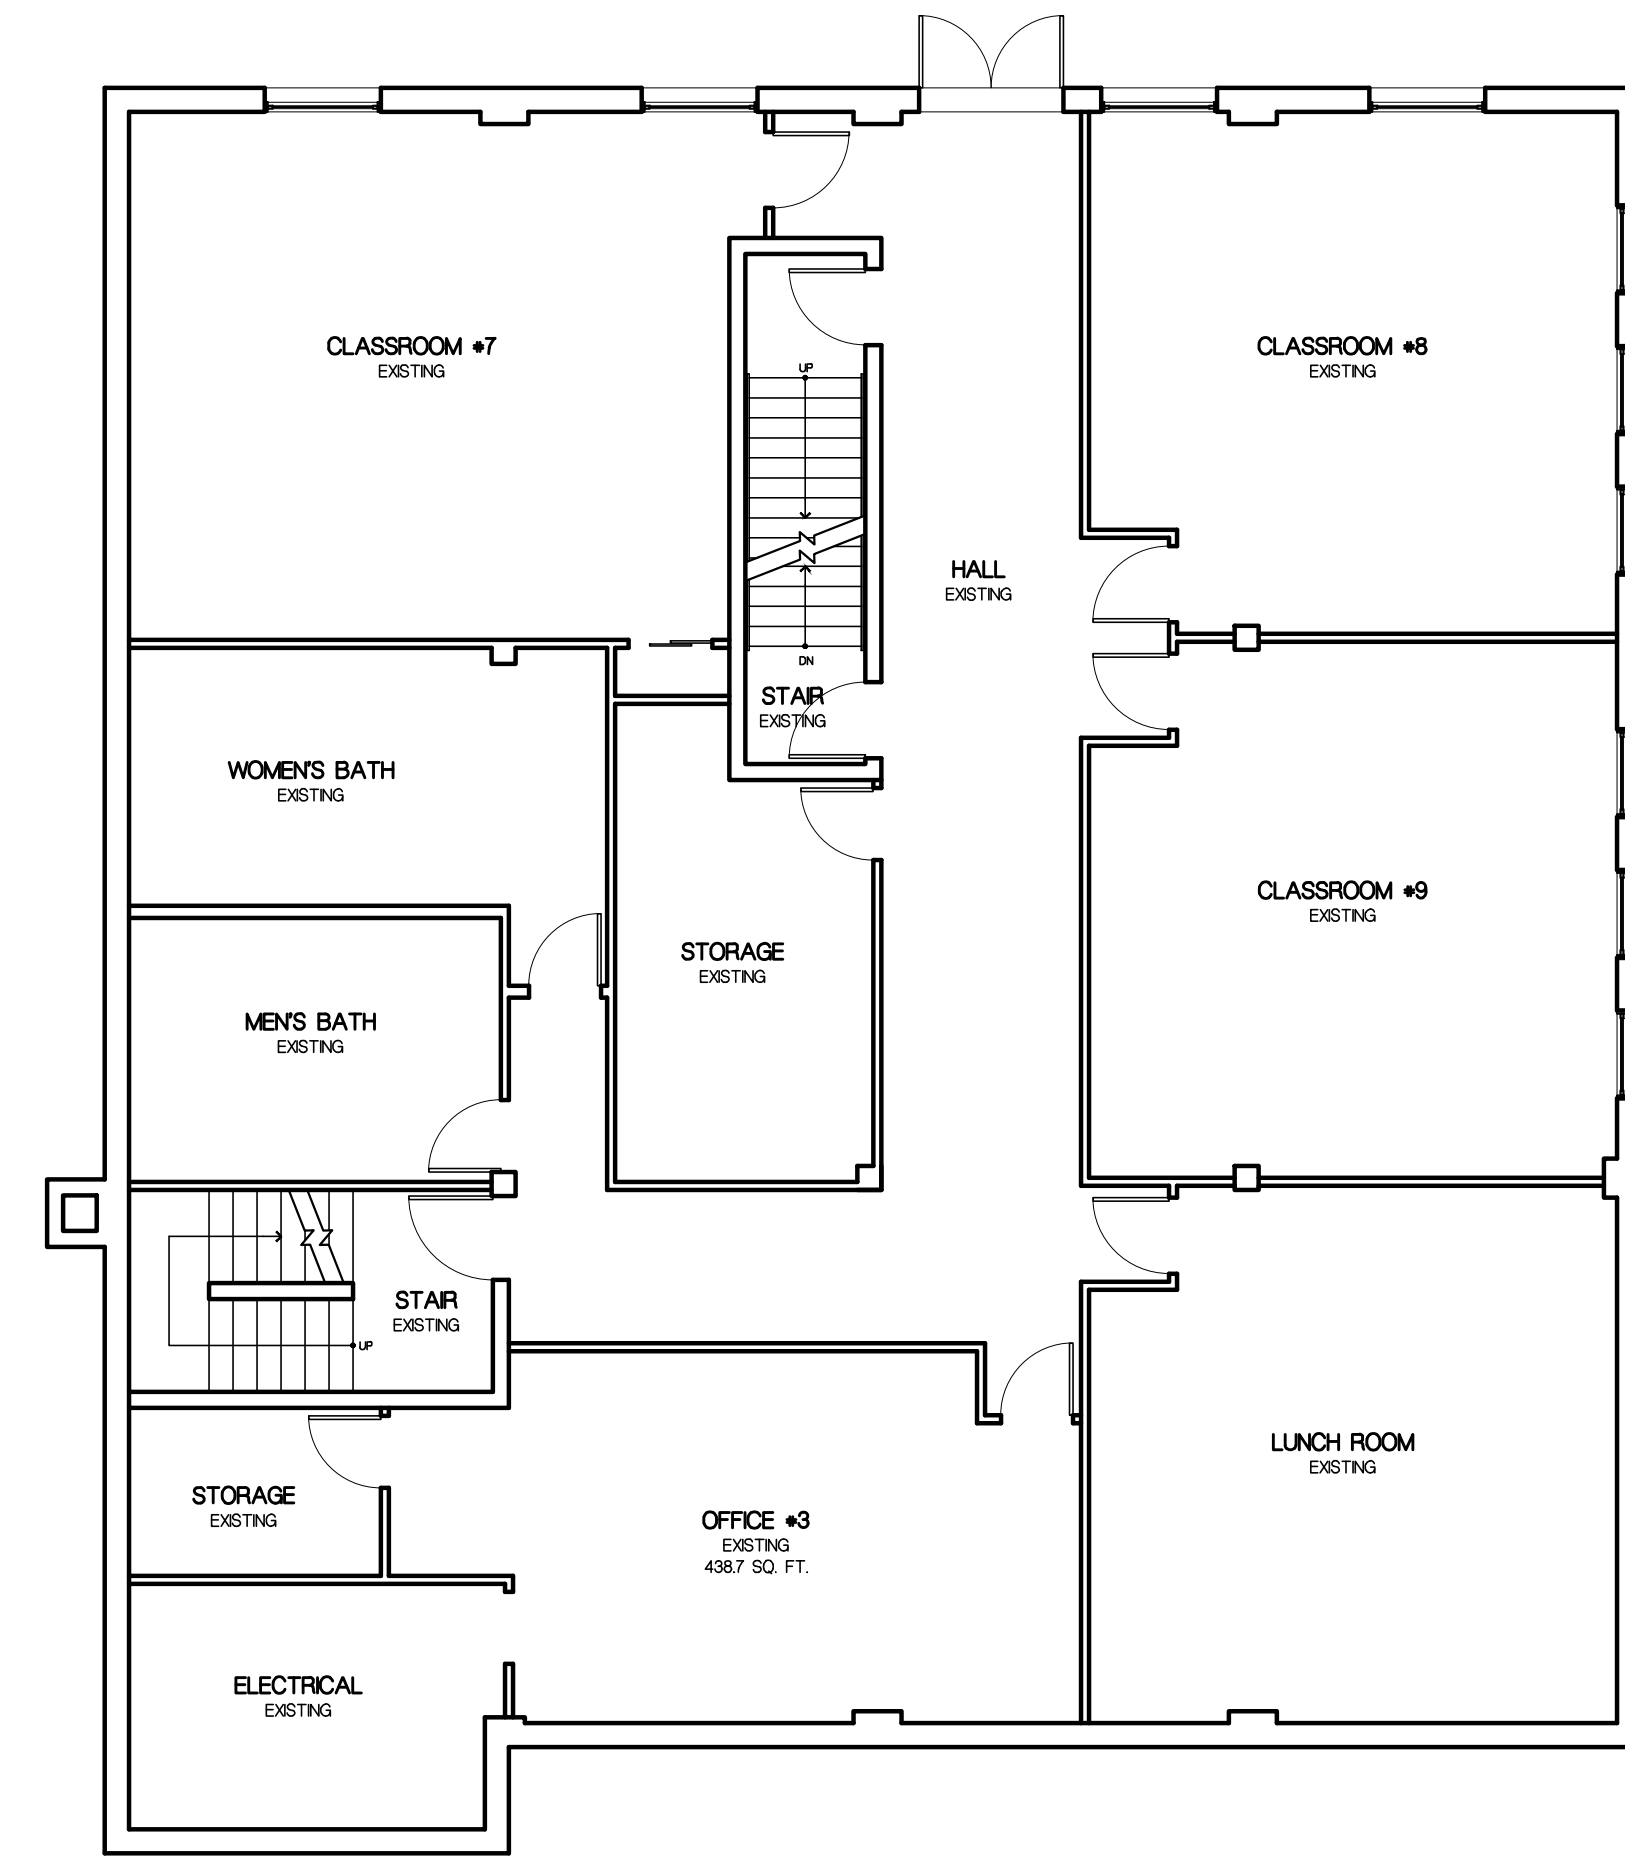 CLASSROOM #7
EXISTING
CLASSROOM #8
EXISTING
UP
HALL
EXISTING
DN
STAIR
EXISTING
WOMEN'S BATH
EXISTING
CLASSROOM #9
EXISTING
STORAGE
EXISTING
MEN'S BATH
EXISTING
STAIR
EXISTING
UP
LUNCH ROOM
EXISTING
STORAGE
EXISTING
OFFICE #3
EXISTING
438.7 SQ. FT.
ELECTRICAL
EXISTING